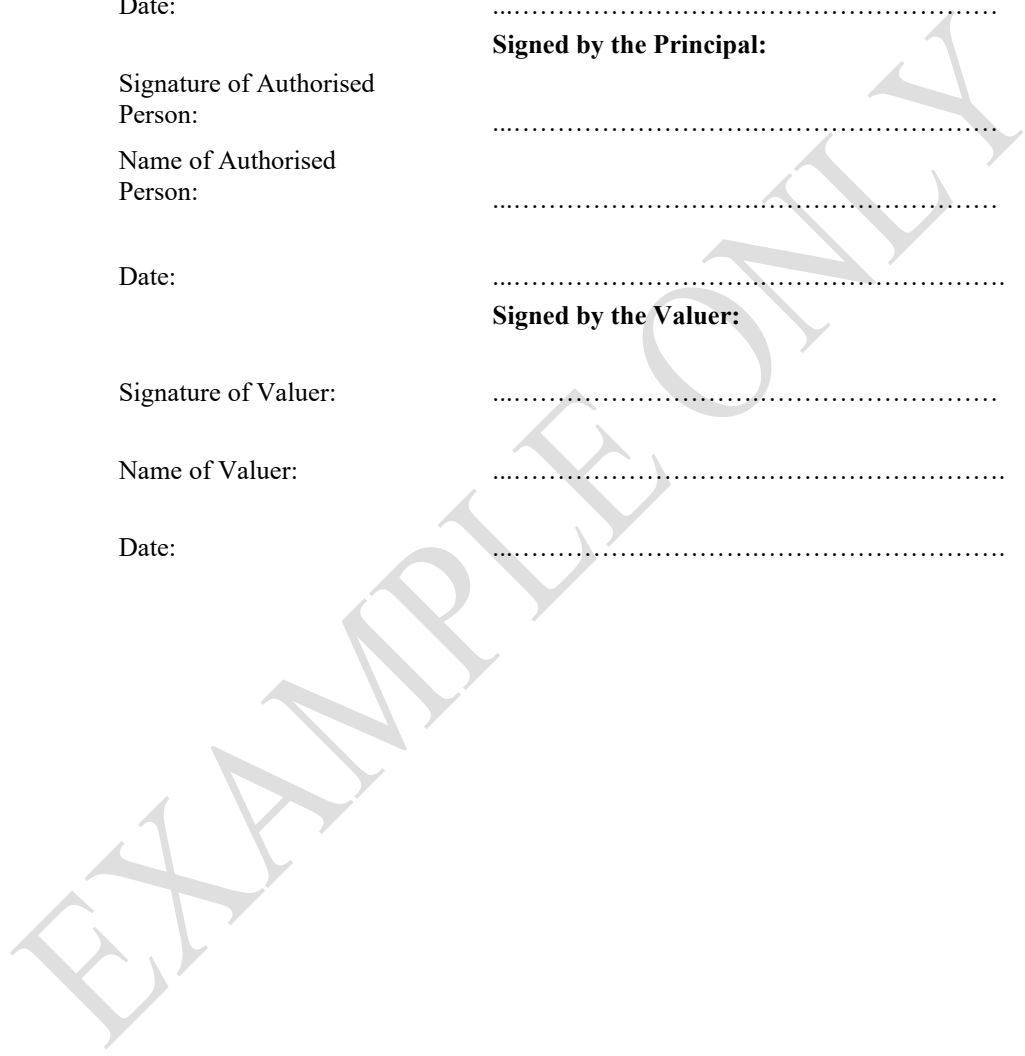 Date: ...……………………….…………………………
Signed by the Principal:
Signature of Authorised
Person: ...……………………….…………………………
Name of Authorised
Person: ...……………………….…………………………
Date: ...……………………….………………………….
Signed by the Valuer:
Signature of Valuer: ...……………………….…………………………
Name of Valuer: ...……………………….………………………….
Date: ...……………………….………………………….
EXAMPLE ONLY